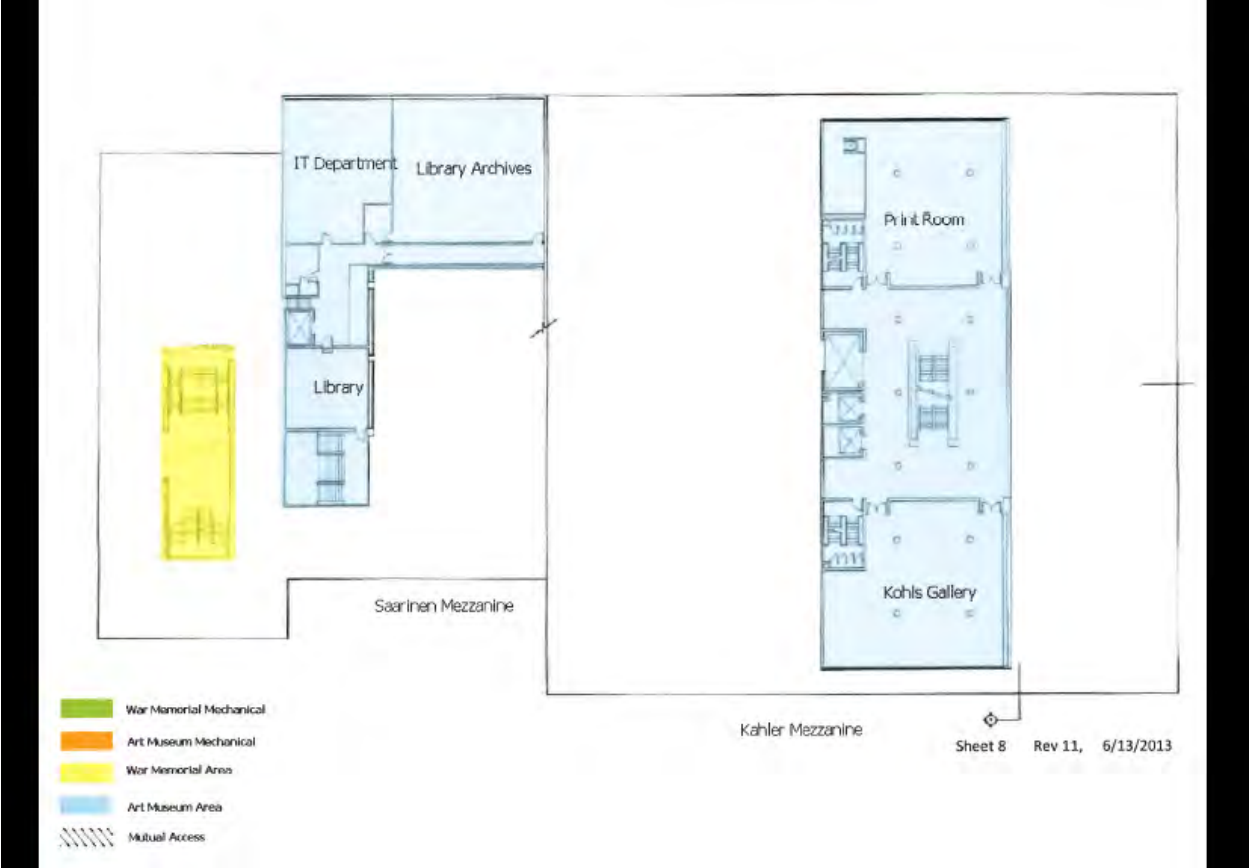 IT Department
Library Archives
Print Room
Library
Kohls Gallery
Saarinen Mezzanine
War Memorial Mechanical
Kahler Mezzanine
Art Museum Mechanical
Sheet 8 Rev 11, 6/13/2013
War Memorial Area
Art Museum Area
Mutual Access